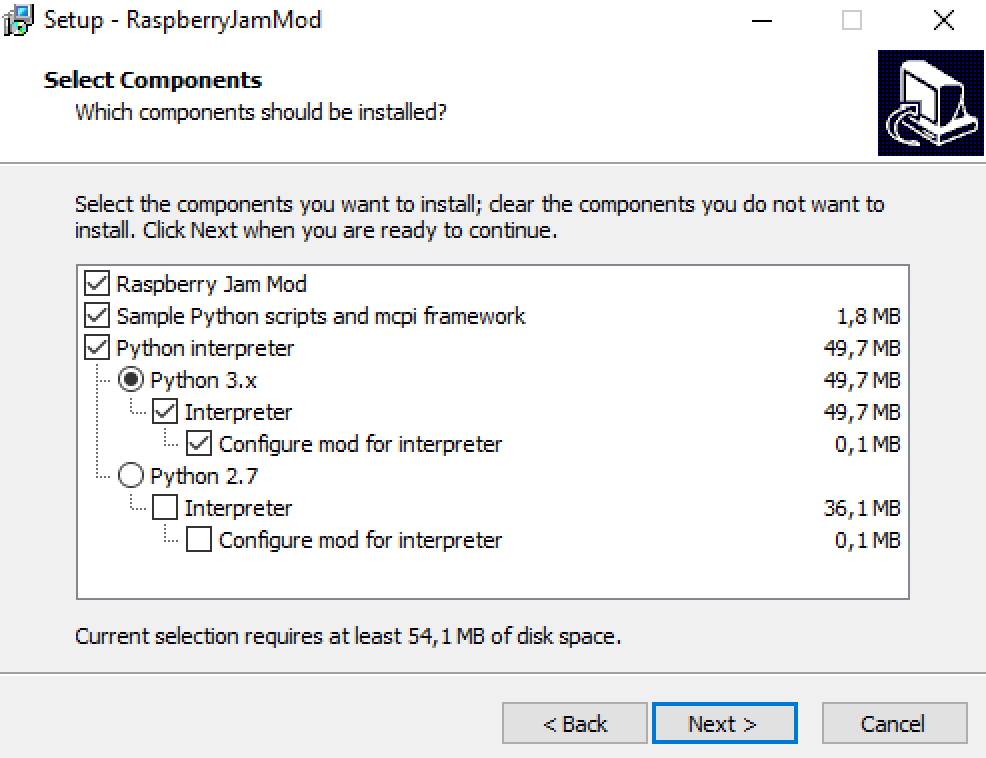 Setup - RaspberryJamMod
Select Components
Which components should be installed?
Select the components you want to install; clear the components you do not want to
install. Click Next when you are ready to continue.
Raspberry Jam Mod
Sample Python scripts and mcpi framework 1,8 MB
Python interpreter 49,7 MB
Python 3.x 49,7 MB
Interpreter 49,7 MB
Configure mod for interpreter 0,1 MB
Python 2.7
Interpreter 36,1 MB
Configure mod for interpreter 0,1 MB
Current selection requires at least 54,1 MB of disk space.
< Back Next > Cancel